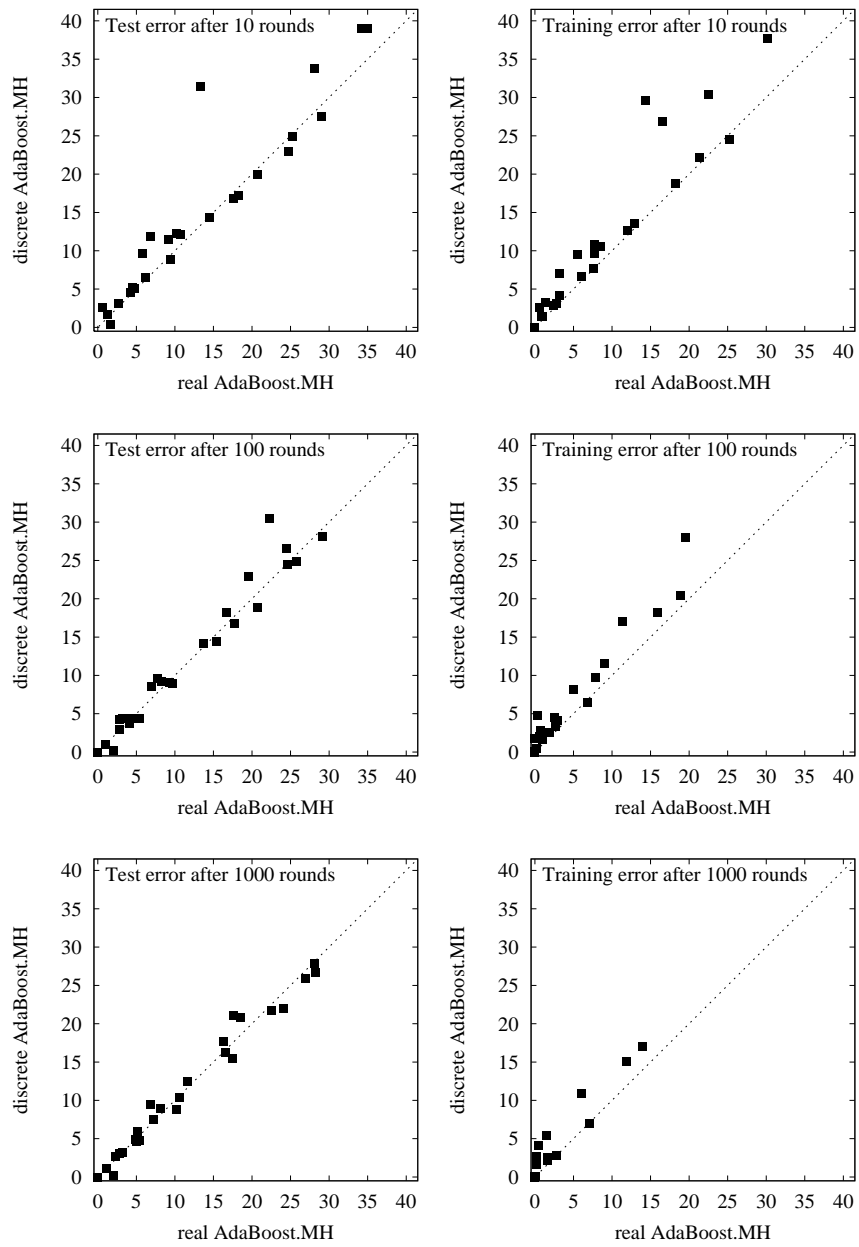 Test error after 10 rounds
40
35
30
25
20
15
10
5
0
discrete AdaBoost.MH
0 5 10 15 20 25 30 35 40
real AdaBoost.MH
Training error after 10 rounds
40
35
30
25
20
15
10
5
0
discrete AdaBoost.MH
0 5 10 15 20 25 30 35 40
real AdaBoost.MH
Test error after 100 rounds
40
35
30
25
20
15
10
5
0
discrete AdaBoost.MH
0 5 10 15 20 25 30 35 40
real AdaBoost.MH
Training error after 100 rounds
40
35
30
25
20
15
10
5
0
discrete AdaBoost.MH
0 5 10 15 20 25 30 35 40
real AdaBoost.MH
Test error after 1000 rounds
40
35
30
25
20
15
10
5
0
discrete AdaBoost.MH
0 5 10 15 20 25 30 35 40
real AdaBoost.MH
Training error after 1000 rounds
40
35
30
25
20
15
10
5
0
discrete AdaBoost.MH
0 5 10 15 20 25 30 35 40
real AdaBoost.MH